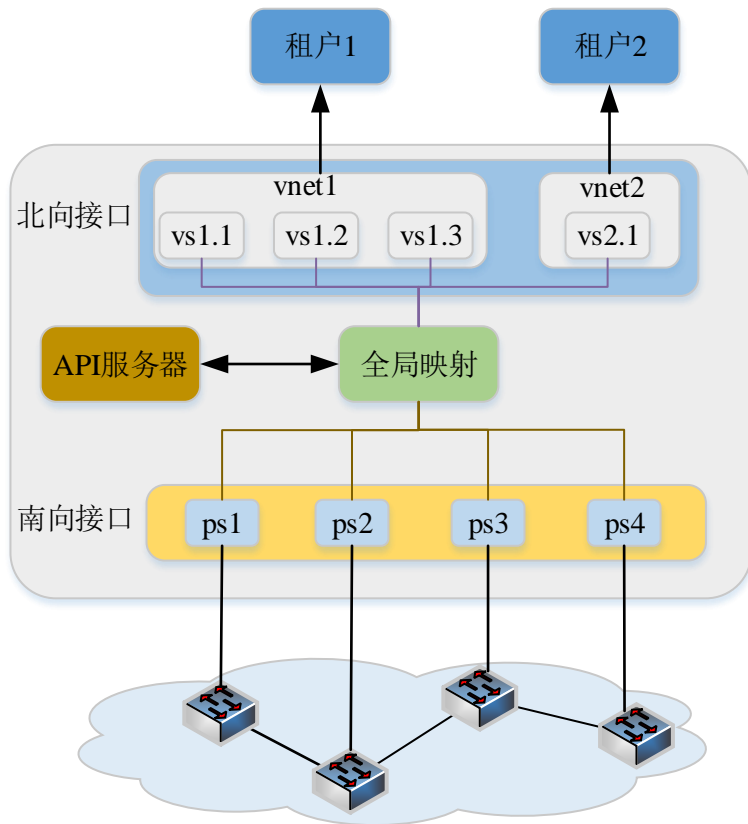 租户1
租户2
北向接口
vnet1
vnet2
vs1.1
vs1.2
vs1.3
vs2.1
API服务器
全局映射
南向接口
ps1
ps2
ps3
ps4